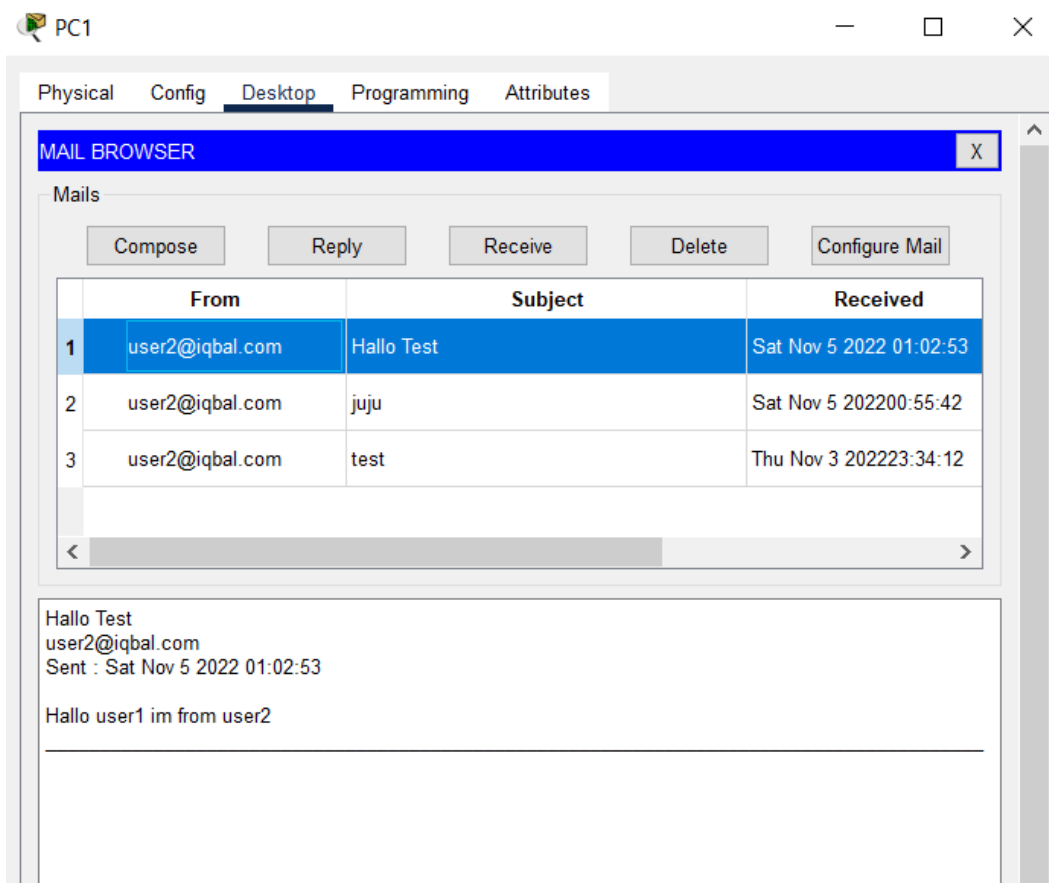 PC1
Physical Config Desktop Programming Attributes
MAIL BROWSER X
Mails
Compose Reply Receive Delete Configure Mail
From Subject Received
1 user2@iqbal.com Hallo Test Sat Nov 5 2022 01:02:53
2 user2@iqbal.com juju Sat Nov 5 202200:55:42
3 user2@iqbal.com test Thu Nov 3 202223:34:12
Hallo Test
user2@iqbal.com
Sent : Sat Nov 5 2022 01:02:53
Hallo user1 im from user2